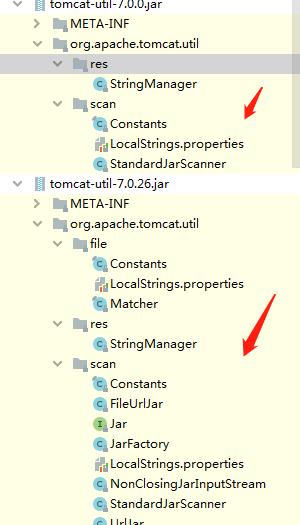 tomcat-util-7.0.0.jar
META-INF
org.apache.tomcat.util
res
StringManager
scan
Constants
LocalStrings.properties
StandardJarScanner
tomcat-util-7.0.26.jar
META-INF
org.apache.tomcat.util
file
Constants
LocalStrings.properties
Matcher
res
StringManager
scan
Constants
FileUrlJar
Jar
JarFactory
LocalStrings.properties
NonClosingJarInputStream
StandardJarScanner
UrlJar